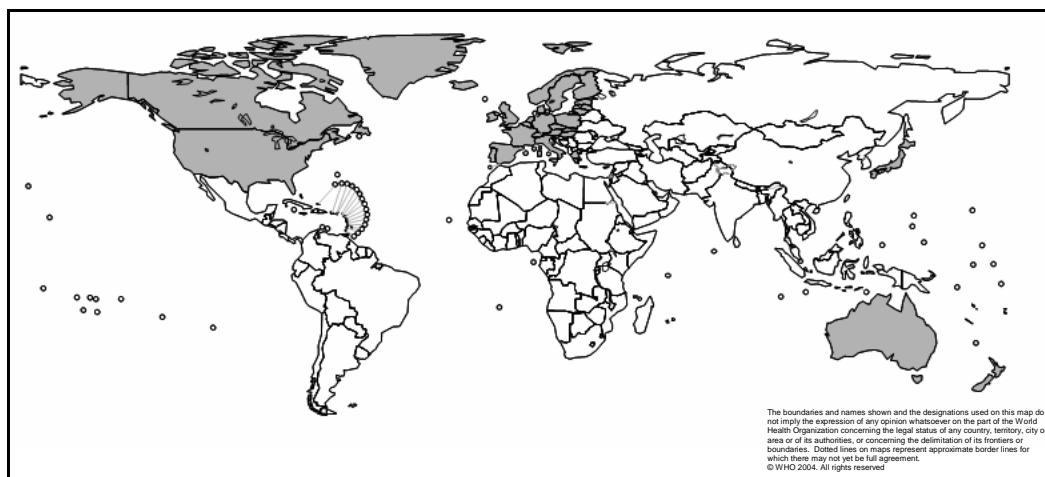 The boundaries and names shown and the designations used on this map do
not imply the expression of any opinion whatsoever on the part of the World
Health Organization concerning the legal status of any country, territory, city o
area or of its authorities, or concerning the delimitation of its frontiers or
boundaries. Dotted lines on maps represent approximate border lines for
which there may not yet be full agreement.
© WHO 2004. All rights reserved